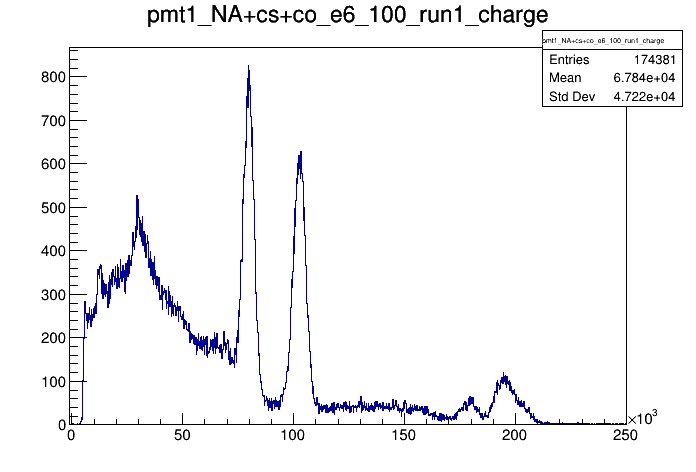 pmt1_NA+cs+co_e6_100_run1_charge
pmt1_NA+cs+co_e6_100_run1_charge
Entries 174381
Mean 6.784e+04
Std Dev 4.722e+04
800
700
600
500
400
300
200
100
0
0 50 100 150 200 250
×10³